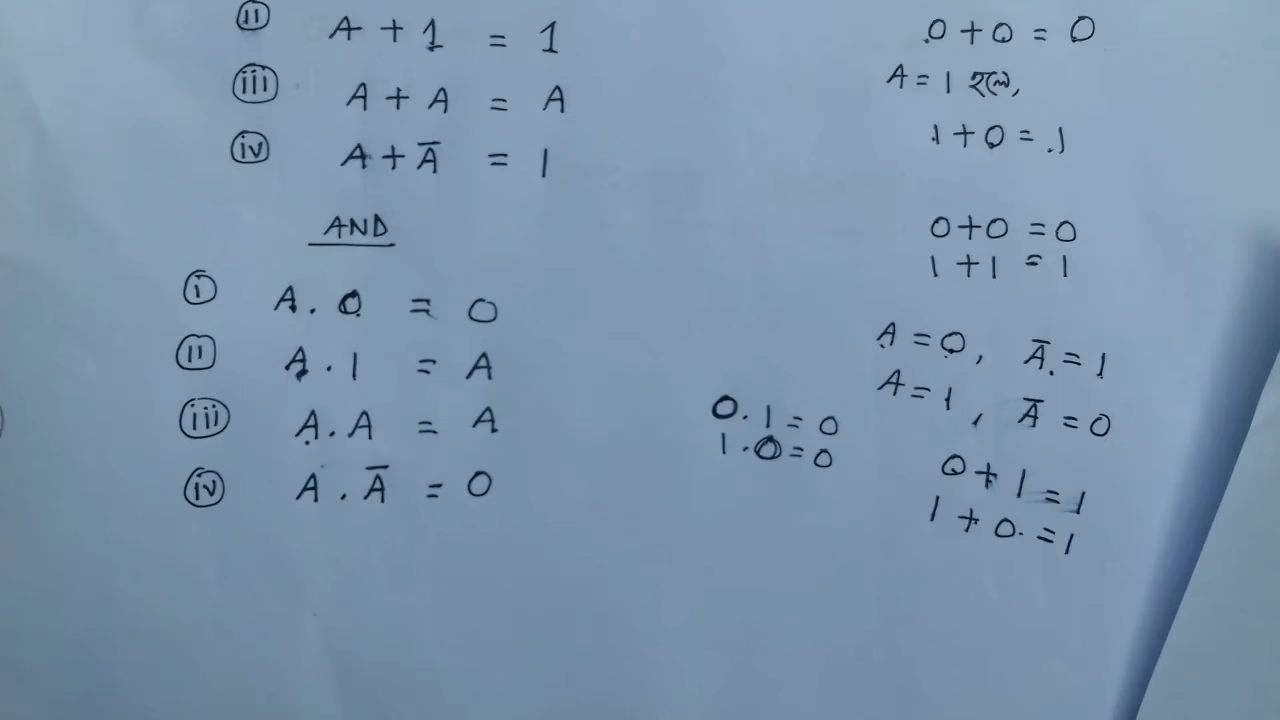 (ii) A + 1 = 1
(iii) A + A = A
(iv) A + Ā = 1
AND
(i) A . 0 = 0
(ii) A . 1 = A
(iii) A . A = A
(iv) A . Ā = 0
0 . 1 = 0
1 . 0 = 0
0 + 0 = 0
A = 1 হলে,
1 + 0 = 1
0 + 0 = 0
1 + 1 = 1
A = 0, Ā = 1
A = 1, Ā = 0
0 + 1 = 1
1 + 0 = 1